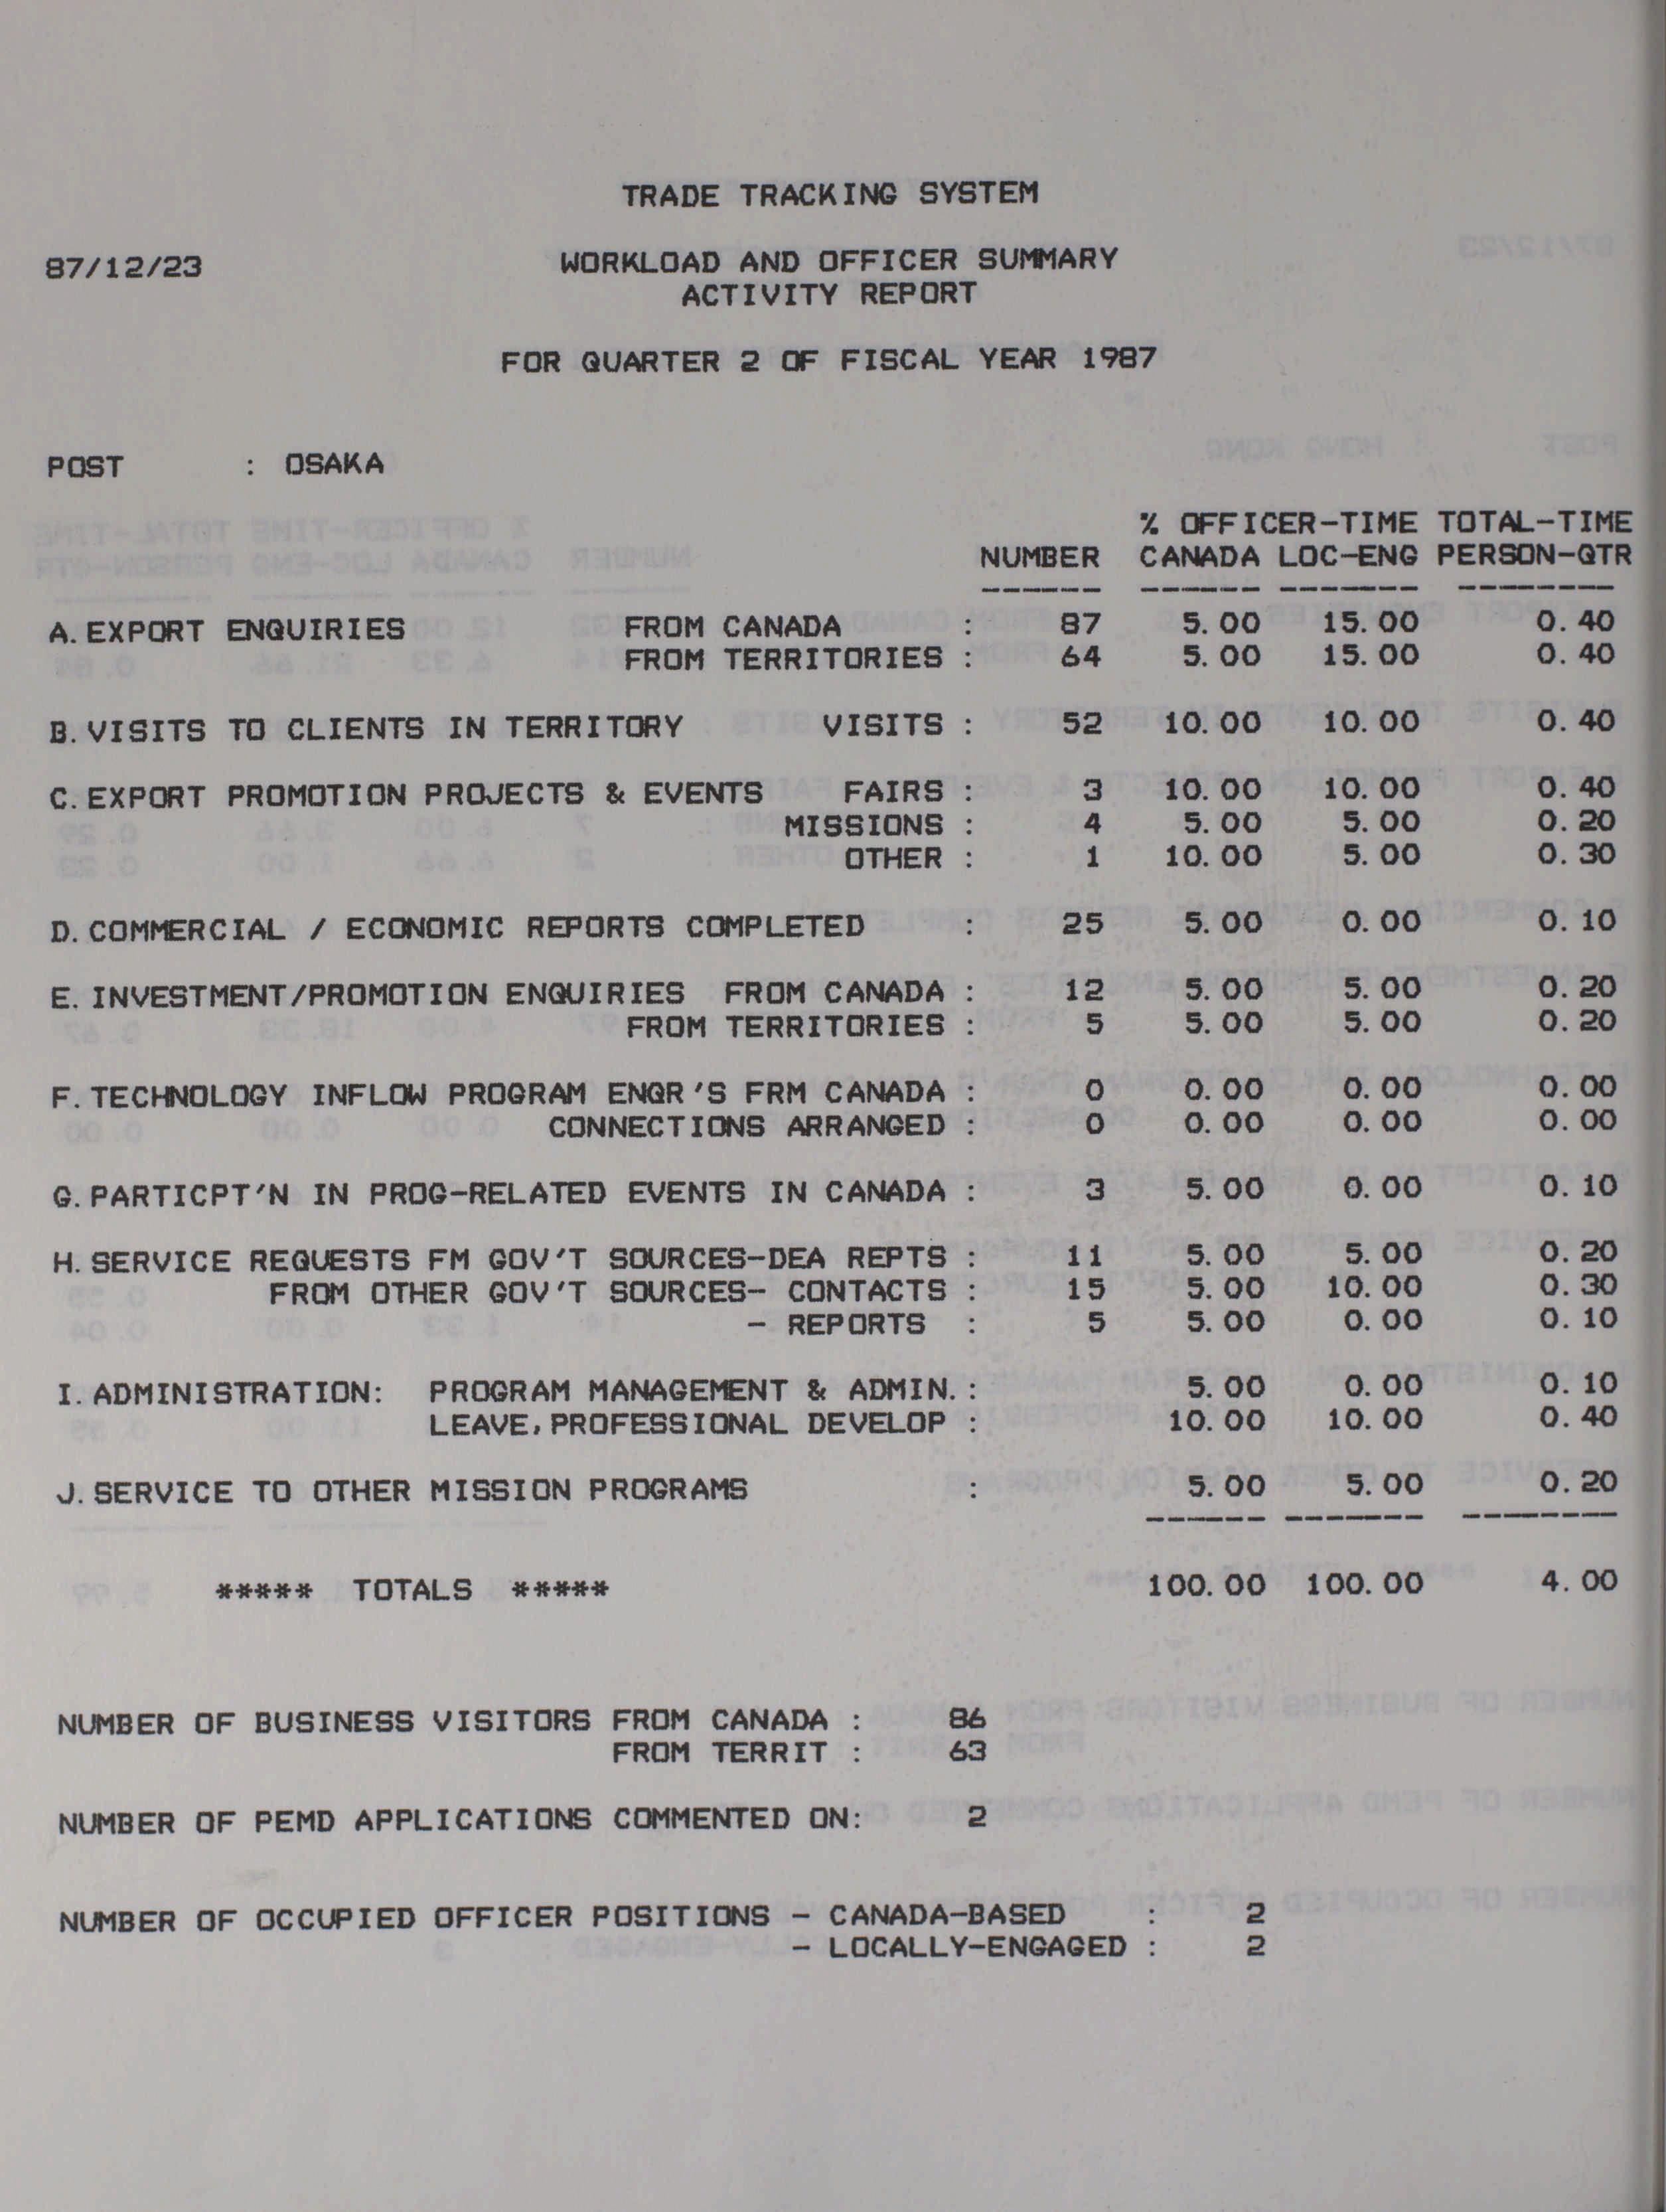 TRADE TRACKING SYSTEM
87/12/23 WORKLOAD AND OFFICER SUMMARY
ACTIVITY REPORT
FOR QUARTER 2 OF FISCAL YEAR 1987
POST : OSAKA
% OFFICER-TIME TOTAL-TIME
NUMBER CANADA LOC-ENG PERSON-QTR
------ ------ ------- --------
A. EXPORT ENQUIRIES FROM CANADA : 87 5.00 15.00 0.40
FROM TERRITORIES : 64 5.00 15.00 0.40
B. VISITS TO CLIENTS IN TERRITORY VISITS : 52 10.00 10.00 0.40
C. EXPORT PROMOTION PROJECTS & EVENTS FAIRS : 3 10.00 10.00 0.40
MISSIONS : 4 5.00 5.00 0.20
OTHER : 1 10.00 5.00 0.30
D. COMMERCIAL / ECONOMIC REPORTS COMPLETED : 25 5.00 0.00 0.10
E. INVESTMENT/PROMOTION ENQUIRIES FROM CANADA : 12 5.00 5.00 0.20
FROM TERRITORIES : 5 5.00 5.00 0.20
F. TECHNOLOGY INFLOW PROGRAM ENQR'S FRM CANADA : 0 0.00 0.00 0.00
CONNECTIONS ARRANGED : 0 0.00 0.00 0.00
G. PARTICPT'N IN PROG-RELATED EVENTS IN CANADA : 3 5.00 0.00 0.10
H. SERVICE REQUESTS FM GOV'T SOURCES-DEA REPTS : 11 5.00 5.00 0.20
FROM OTHER GOV'T SOURCES- CONTACTS : 15 5.00 10.00 0.30
- REPORTS : 5 5.00 0.00 0.10
I. ADMINISTRATION: PROGRAM MANAGEMENT & ADMIN. : 5.00 0.00 0.10
LEAVE, PROFESSIONAL DEVELOP : 10.00 10.00 0.40
J. SERVICE TO OTHER MISSION PROGRAMS : 5.00 5.00 0.20
------ ------- --------
***** TOTALS ***** 100.00 100.00 4.00
NUMBER OF BUSINESS VISITORS FROM CANADA : 86
FROM TERRIT : 63
NUMBER OF PEMD APPLICATIONS COMMENTED ON: 2
NUMBER OF OCCUPIED OFFICER POSITIONS - CANADA-BASED : 2
- LOCALLY-ENGAGED : 2